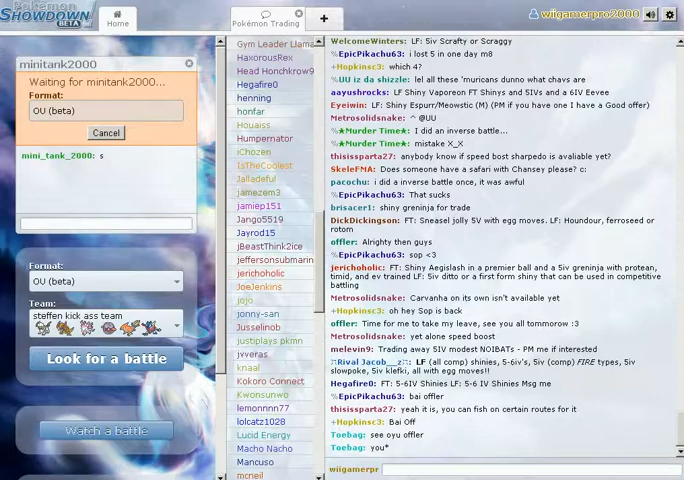 Pokémon
SHOWDOWN
BETA
Home
Pokémon Trading
wiigamerpro2000
minitank2000
Waiting for minitank2000...
Format:
OU (beta)
Cancel
mini_tank_2000: s
Format:
OU (beta)
Team:
steffen kick ass team
Look for a battle
Watch a battle
Gym Leader Llama
HaxorousRex
Head Honchkrow9
Hegafire0
henning
honfar
Houaiss
Humpernator
iChozen
IsTheCoolest
Jalladeful
jamezem3
jamiep151
Jango5519
Jayrod15
jBeastThink2ice
jeffersonsubmarin
jericholic
JoeJenkins
jojo
jonny-san
Jusselinob
justiplays pkmn
jvveras
knaal
Kokoro Connect
Kwonsunwo
lemonnnn77
lolcatz1028
Lucid Energy
Macho Nacho
Mancuso
mcneil
WelcomeWinters: LF: 5iv Scrafty or Scraggy
%EpicPikachu63: i lost 5 in one day m8
+Hopkinsc3: which 4?
%UU iz da shizzle: lel all these 'muricans dunno what chavs are
aayushrocks: LF Shiny Vaporeon FT Shinys and 5IVs and a 6IV Eevee
Eyeiwin: LF: Shiny Espurr/Meowstic (M) (PM if you have one I have a Good offer)
Metrosolidsnake: ^ @UU
%★Murder Time★: I did an inverse battle...
%★Murder Time★: mistake X_X
thisissparta27: anybody know if speed bost sharpedo is avaliable yet?
SkeleFMA: Does someone have a safari with Chansey please? c:
pacochu: i did a inverse battle once, it was awful
%EpicPikachu63: That sucks
brisacer1: shiny greninja for trade
DickDickingson: FT: Sneasel jolly 5V with egg moves. LF: Houndour, ferroseed or
rotom
offler: Alrighty then guys
%EpicPikachu63: sop <3
jerichoholic: FT: Shiny Aegislash in a premier ball and a 5iv greninja with protean,
timid, and ev trained LF: 5iv ditto or a first form shiny that can be used in competitive
battling
Metrosolidsnake: Carvanha on its own isn't available yet
+Hopkinsc3: oh hey Sop is back
offler: Time for me to take my leave, see you all tommorow :3
Metrosolidsnake: yet alone speed boost
melevin9: Trading away 5IV modest NOIBATs - PM me if interested
Rival Jacob__z: LF (all comp) shinies, 5-6iv's, 5iv (comp) FIRE types, 5iv
slowpoke, 5iv elekid, all with egg moves!!
Hegafire0: FT: 5-6IV Shinies LF: 5-6 IV Shinies Msg me
%EpicPikachu63: bai offler
thisissparta27: yeah it is, you can fish on certain routes for it
+Hopkinsc3: Bai Off
Toebag: see oyu offler
Toebag: you*
wiigamerpr